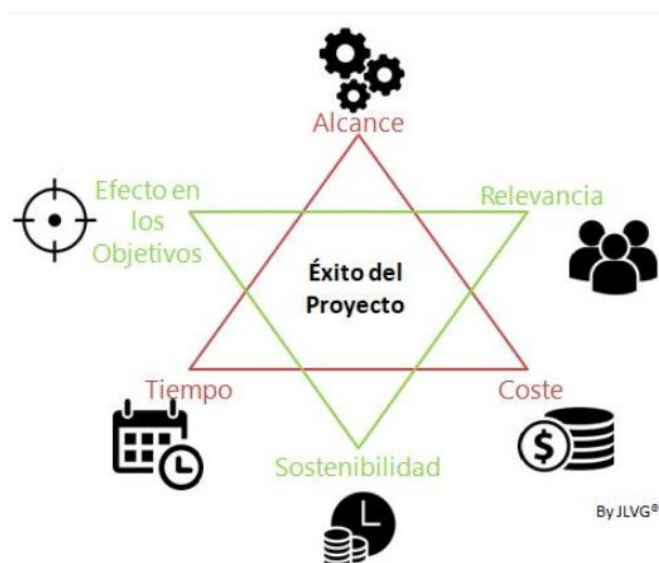 Alcance
Efecto en
los
Objetivos
Relevancia
Éxito del
Proyecto
Tiempo
Coste
$
Sostenibilidad
By JLVG®